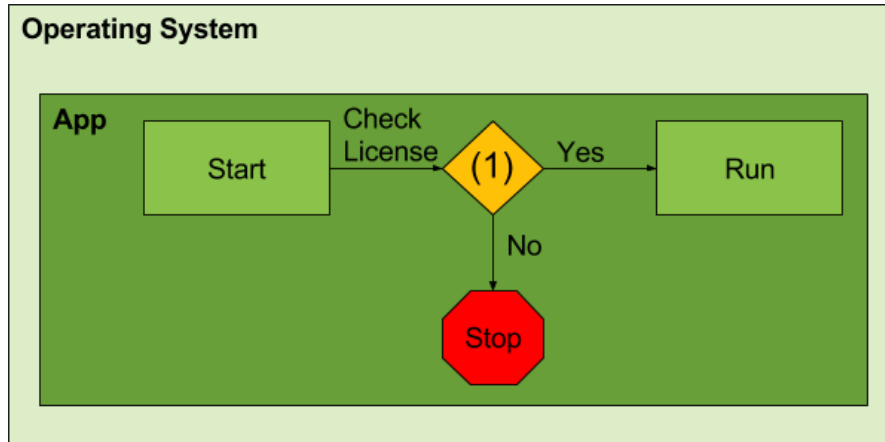 Operating System
App
Start
Check
License
(1)
Yes
Run
No
Stop